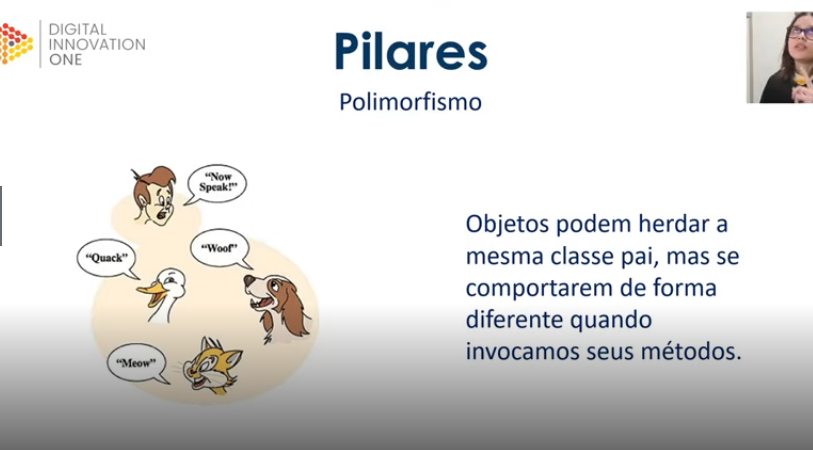 DIGITAL
INNOVATION
ONE
Pilares
Polimorfismo
“Now
Speak!”
“Quack”
“Woof”
“Meow”
Objetos podem herdar a
mesma classe pai, mas se
comportarem de forma
diferente quando
invocamos seus métodos.